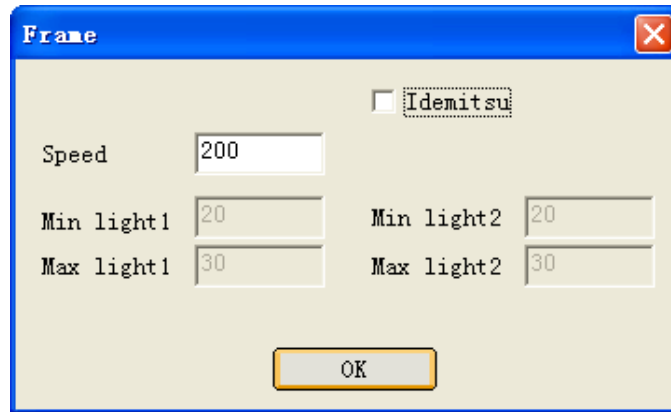 Frame
Idemitsu
Speed 200
Min light1 20 Min light2 20
Max light1 30 Max light2 30
OK